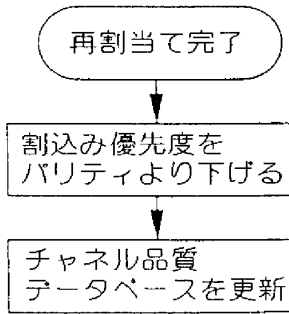 再割当て完了
割込み優先度を
パリティより下げる
チャネル品質
データベースを更新